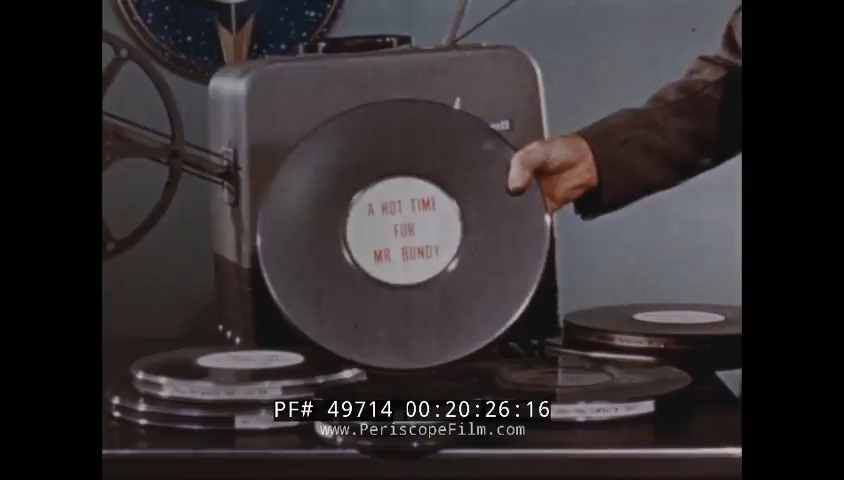 A HOT TIME
FOR
MR. BUNDY
PF# 49714 00:20:26:16
www.PeriscopeFilm.com